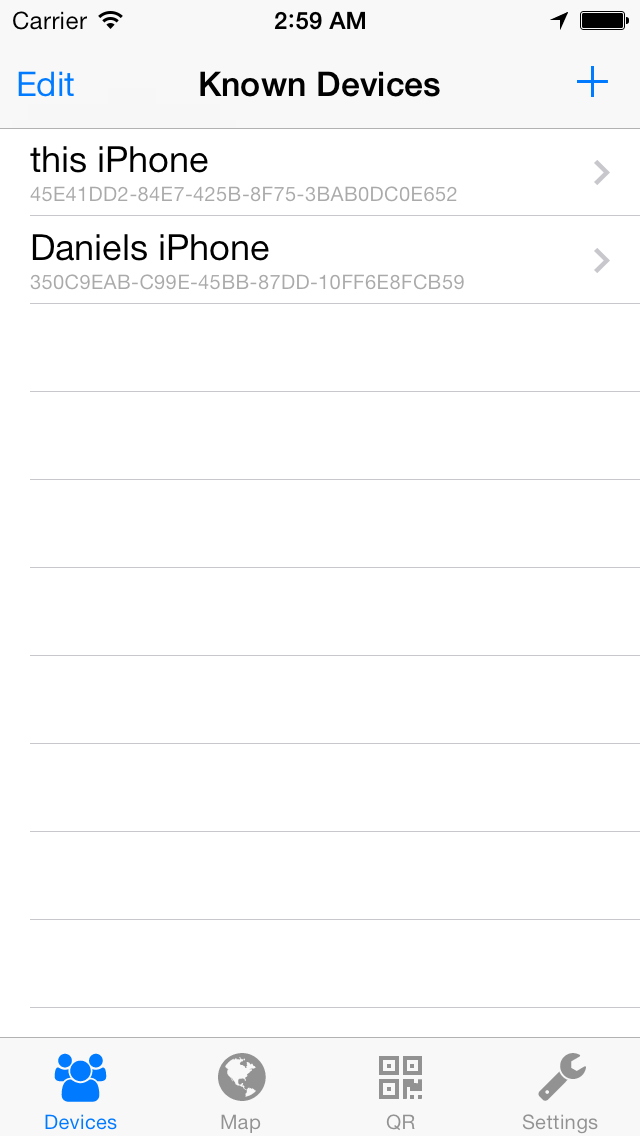 Carrier 2:59 AM
Edit Known Devices +
this iPhone
45E41DD2-84E7-425B-8F75-3BAB0DC0E652
Daniels iPhone
350C9EAB-C99E-45BB-87DD-10FF6E8FCB59
Devices Map QR Settings